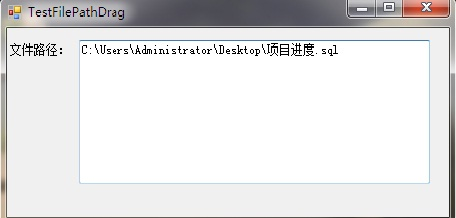 TestFilePathDrag
文件路径：
C:\Users\Administrator\Desktop\项目进度.sql